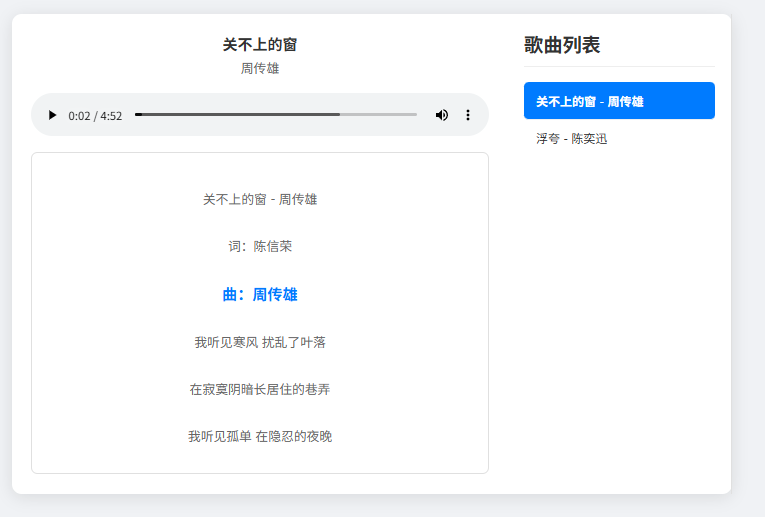 关不上的窗
周传雄
0:02 / 4:52
关不上的窗 - 周传雄
词：陈信荣
曲：周传雄
我听见寒风 扰乱了叶落
在寂寞阴暗长居住的巷弄
我听见孤单 在隐忍的夜晚
歌曲列表
关不上的窗 - 周传雄
浮夸 - 陈奕迅